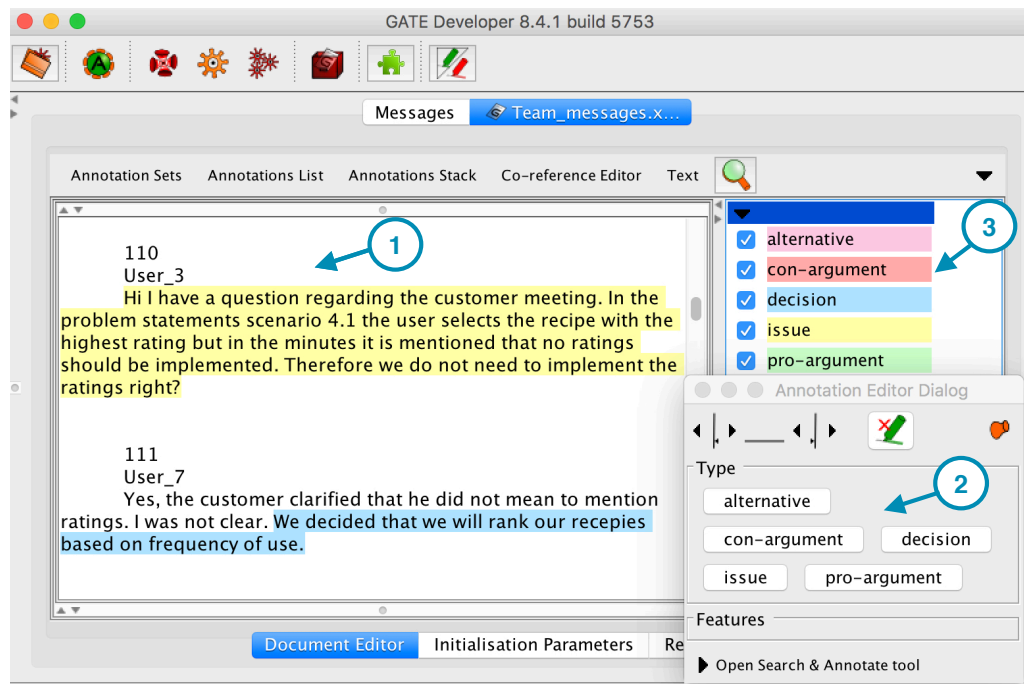 GATE Developer 8.4.1 build 5753
A
Messages
Team_messages.x...
Annotation Sets Annotations List Annotations Stack Co-reference Editor Text
110
User_3
Hi I have a question regarding the customer meeting. In the
problem statements scenario 4.1 the user selects the recipe with the
highest rating but in the minutes it is mentioned that no ratings
should be implemented. Therefore we do not need to implement the
ratings right?
1
111
User_7
Yes, the customer clarified that he did not mean to mention
ratings. I was not clear. We decided that we will rank our recepies
based on frequency of use.
alternative
con-argument
decision
issue
pro-argument
3
Annotation Editor Dialog
Type
alternative
con-argument decision
issue pro-argument
2
Features
Open Search & Annotate tool
Document Editor Initialisation Parameters Re